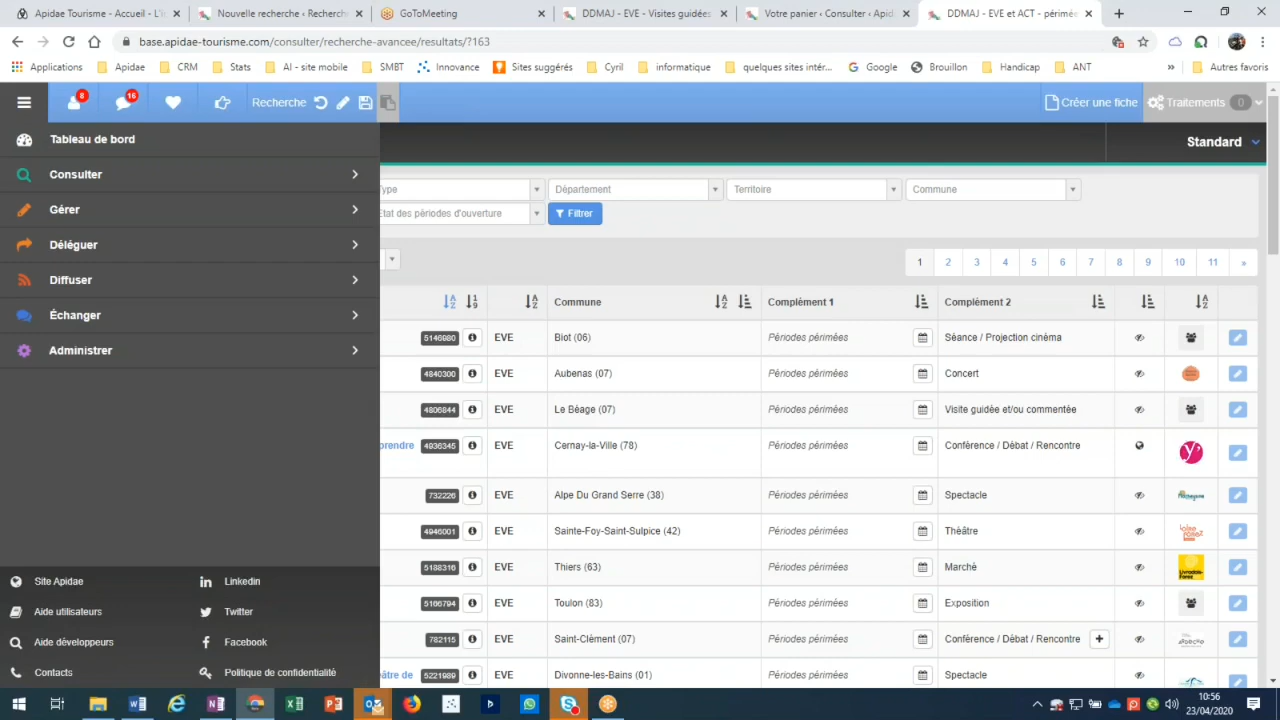 Apidae Tourisme - Accueil - L'i
Nouvelle recherche ‹ Recherch
GoToMeeting
DDMAJ - EVE - Visites guidées
Votre panier ‹ Consulter ‹ Apid
DDMAJ - EVE et ACT - périmée
base.apidae-tourisme.com/consulter/recherche-avancee/resultats/?163
Applications Apidae CRM Stats AI - site mobile SMBT Innovance Sites suggérés Cyril informatique quelques sites intér... Google Brouillon Handicap ANT » Autres favoris
8 16 Recherche Créer une fiche Traitements 0
Tableau de bord
Standard
Consulter
Gérer
Déléguer
Diffuser
Échanger
Administrer
Type Département Territoire Commune
Etat des périodes d'ouverture Filtrer
1 2 3 4 5 6 7 8 9 10 11 »
Commune Complément 1 Complément 2
5146980 EVE Biot (06) Périodes périmées Séance / Projection cinéma
4840300 EVE Aubenas (07) Périodes périmées Concert
4806844 EVE Le Béage (07) Périodes périmées Visite guidée et/ou commentée
prendre 4936345 EVE Cernay-la-Ville (78) Périodes périmées Conférence / Débat / Rencontre
732226 EVE Alpe Du Grand Serre (38) Périodes périmées Spectacle
4946001 EVE Sainte-Foy-Saint-Sulpice (42) Périodes périmées Théâtre
5188316 EVE Thiers (63) Périodes périmées Marché
5166794 EVE Toulon (83) Périodes périmées Exposition
782115 EVE Saint-Clément (07) Périodes périmées Conférence / Débat / Rencontre
âtre de 5221989 EVE Divonne-les-Bains (01) Périodes périmées Spectacle
Site Apidae
Linkedin
Aide utilisateurs
Twitter
Aide développeurs
Facebook
Contacts
Politique de confidentialité
10:56
23/04/2020